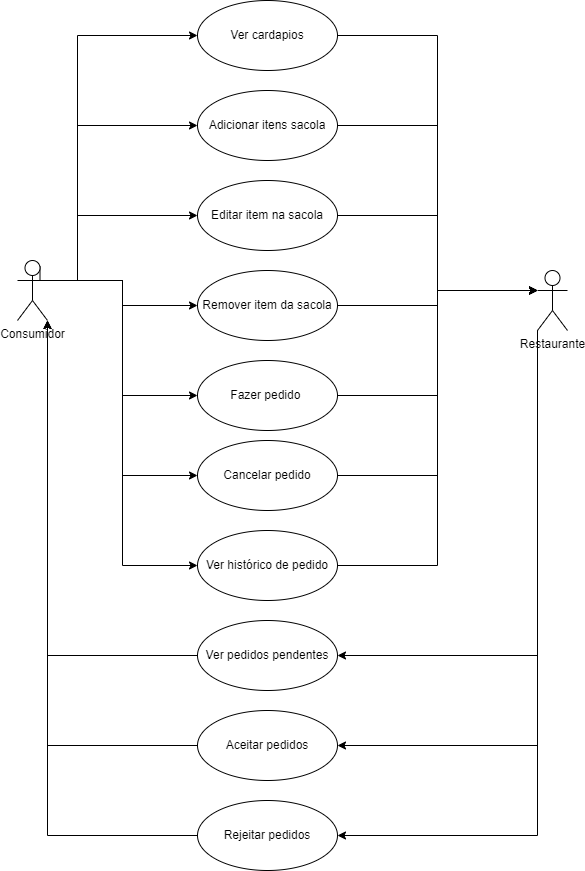 Ver cardapios
Adicionar itens sacola
Editar item na sacola
Consumidor
Remover item da sacola
Restaurante
Fazer pedido
Cancelar pedido
Ver histórico de pedido
Ver pedidos pendentes
Aceitar pedidos
Rejeitar pedidos